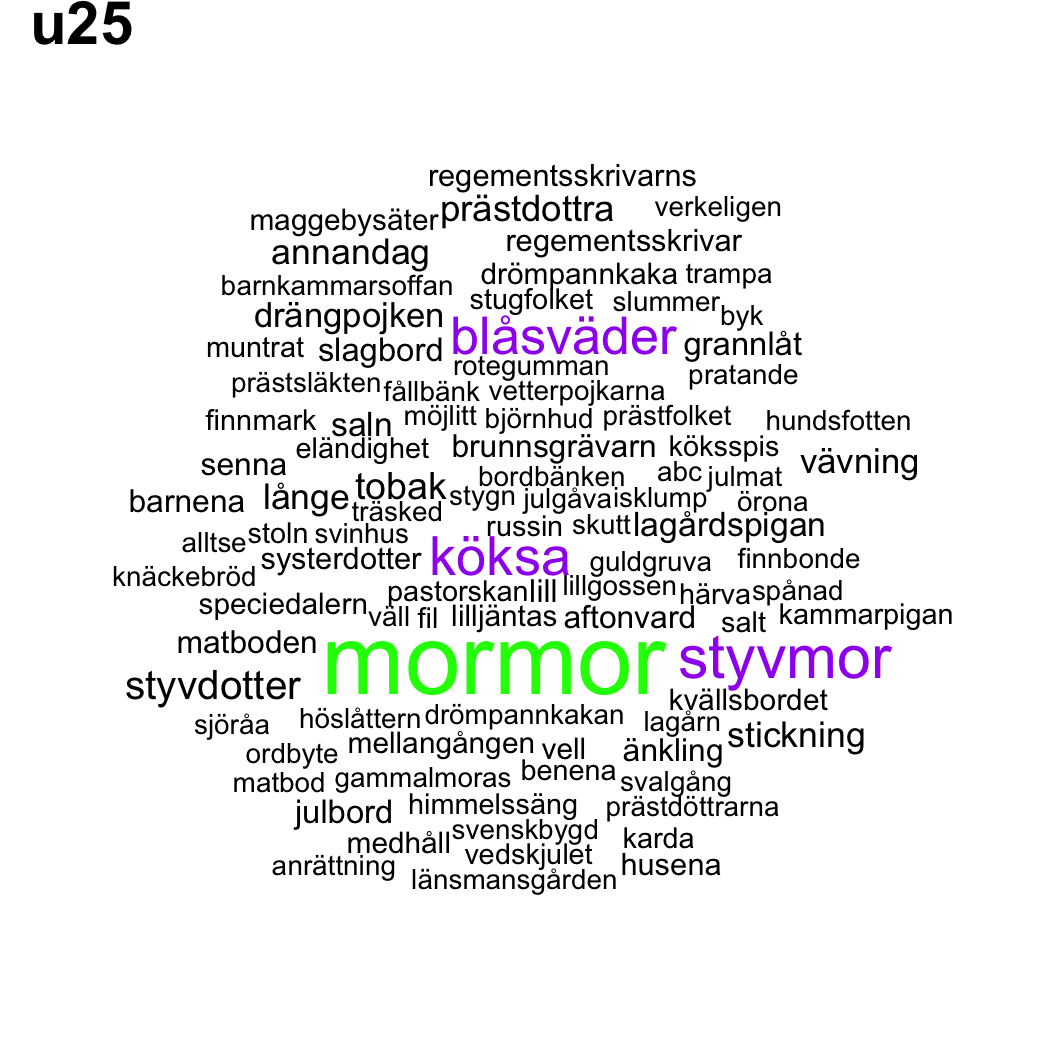 u25
regementsskrivarns
maggebysäter prästdottra verkeligen
annandag regementsskrivar
drömpannkaka trampa
barnkammarsoffan stugfolket slummer
drängpojken blåsväder byk
muntrat slagbord grannlåt
rotegumman
prästsläkten fållbänk vetterpojkarna pratande
finnmark saln möjlitt björnhud prästfolket hundsfotten
eländighet brunnsgrävarn köksspis
senna bordbänken abc julmat vävning
barnena långe tobak stygn julgåva isklump örona
träsked
alltse stoln svinhus russin skutt lagårdspigan
systerdotter köksa guldgruva finnbonde
knäckebröd pastorskan lill lillgossen härva spånad
speciedalern väll fil lilljäntas aftonvard salt kammarpigan
matboden mormor styvmor
styvdotter kvällsbordet
sjöråa höslåttern drömpannkakan lagårn stickning
ordbyte mellangången vell änkling
matbod gammalmoras benena svalgång
julbord himmelssäng prästdöttrarna
medhåll svenskbygd karda
anrättning vedskjulet husena
länsmansgården